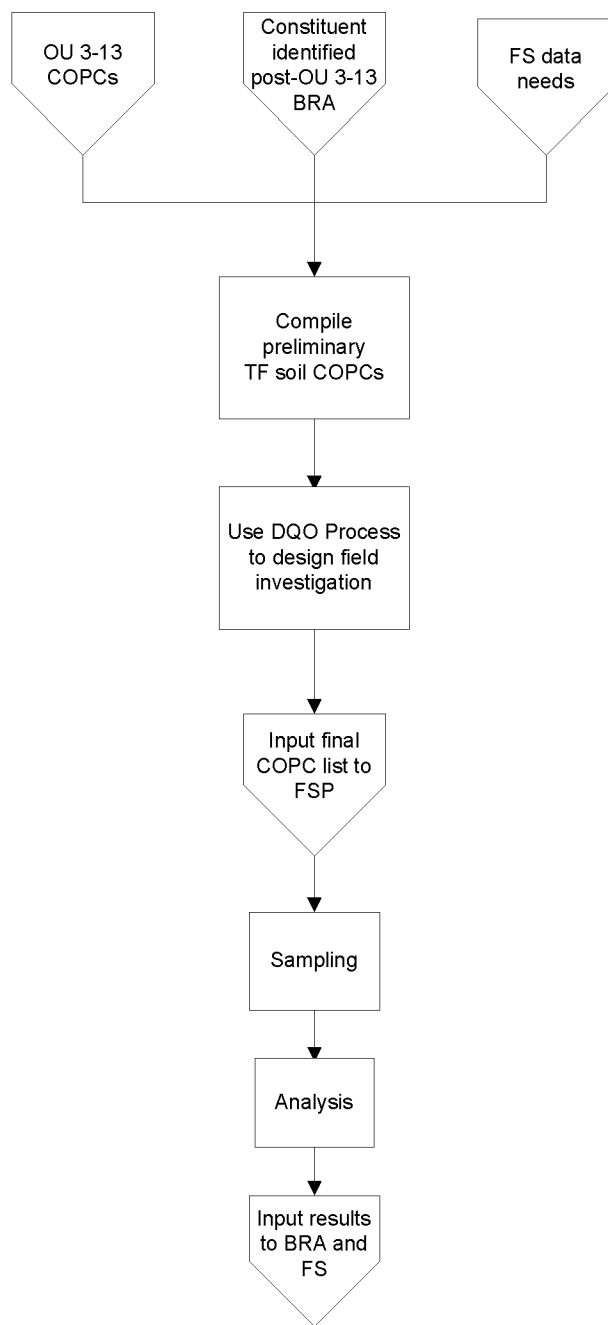 OU 3-13
COPCs
Constituent
identified
post-OU 3-13
BRA
FS data
needs
Compile
preliminary
TF soil COPCs
Use DQO Process
to design field
investigation
Input final
COPC list to
FSP
Sampling
Analysis
Input results
to BRA and
FS